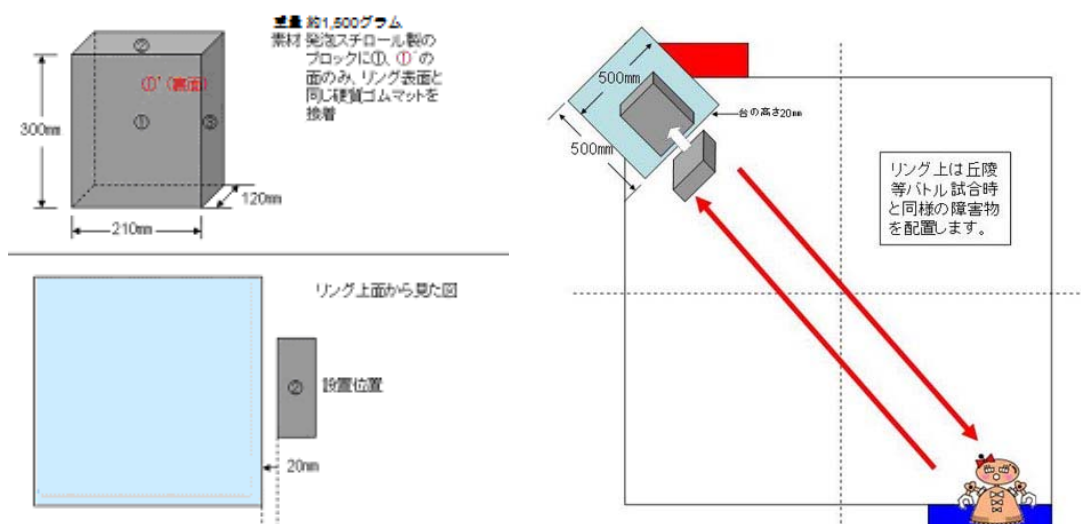 重量 約1,500グラム
素材 発泡スチロール製の
ブロックに①、①´の
面のみ、リング表面と
同じ硬質ゴムマットを
接着
②
①´(裏面)
①
③
300mm
120mm
210mm
リング上面から見た図
②
設置位置
20mm
500mm
500mm
台の高さ20mm
リング上は丘陵
等バトル試合時
と同様の障害物
を配置します。